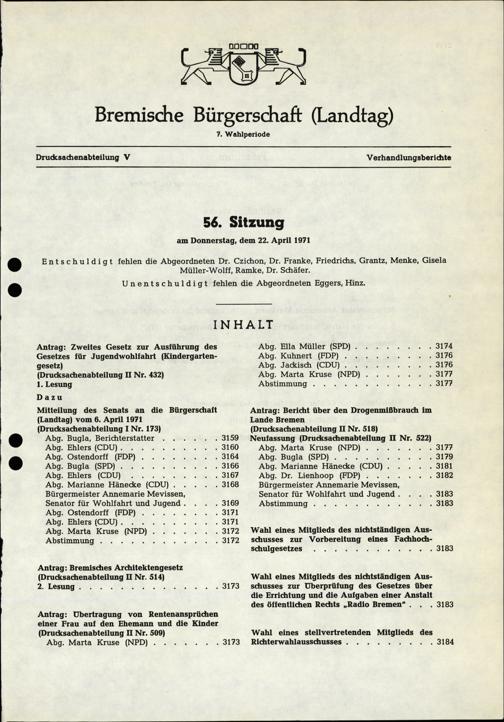 Bremische Bürgerschaft (Landtag)
7. Wahlperiode
Drucksachenabteilung V
Verhandlungsberichte
56. Sitzung
am Donnerstag, dem 22. April 1971
Entschuldigt fehlen die Abgeordneten Dr. Czichon, Dr. Franke, Friedrichs, Grantz, Menke, Gisela
Müller-Wolff, Ramke, Dr. Schäfer.
Unentschuldigt fehlen die Abgeordneten Eggers, Hinz.
INHALT
Antrag: Zweites Gesetz zur Ausführung des
Gesetzes für Jugendwohlfahrt (Kindergarten-
gesetz)
(Drucksachenabteilung II Nr. 432)
1. Lesung
Dazu
Mitteilung des Senats an die Bürgerschaft
(Landtag) vom 6. April 1971
(Drucksachenabteilung I Nr. 173)
Abg. Bugla, Berichterstatter . . . . . . 3159
Abg. Ehlers (CDU) . . . . . . . . . . 3160
Abg. Ostendorff (FDP) . . . . . . . . 3164
Abg. Bugla (SPD) . . . . . . . . . . 3166
Abg. Ehlers (CDU) . . . . . . . . . . 3167
Abg. Marianne Hänecke (CDU) . . . . . 3168
Bürgermeister Annemarie Mevissen,
Senator für Wohlfahrt und Jugend . . . . 3169
Abg. Ostendorff (FDP) . . . . . . . . 3171
Abg. Ehlers (CDU) . . . . . . . . . . 3171
Abg. Marta Kruse (NPD) . . . . . . . 3172
Abstimmung . . . . . . . . . . . . 3172
Antrag: Bremisches Architektengesetz
(Drucksachenabteilung II Nr. 514)
2. Lesung . . . . . . . . . . . . . 3173
Antrag: Übertragung von Rentenansprüchen
einer Frau auf den Ehemann und die Kinder
(Drucksachenabteilung II Nr. 509)
Abg. Marta Kruse (NPD) . . . . . . . 3173
Abg. Ella Müller (SPD) . . . . . . . . 3174
Abg. Kuhnert (FDP) . . . . . . . . . 3176
Abg. Jackisch (CDU) . . . . . . . . . 3176
Abg. Marta Kruse (NPD) . . . . . . . 3177
Abstimmung . . . . . . . . . . . . 3177
Antrag: Bericht über den Drogenmißbrauch im
Lande Bremen
(Drucksachenabteilung II Nr. 518)
Neufassung (Drucksachenabteilung II Nr. 522)
Abg. Marta Kruse (NPD) . . . . . . . 3177
Abg. Bugla (SPD) . . . . . . . . . . 3179
Abg. Marianne Hänecke (CDU) . . . . . 3181
Abg. Dr. Lienhoop (FDP) . . . . . . . 3182
Bürgermeister Annemarie Mevissen,
Senator für Wohlfahrt und Jugend . . . . 3183
Abstimmung . . . . . . . . . . . . 3183
Wahl eines Mitglieds des nichtständigen Aus-
schusses zur Vorbereitung eines Fachhoch-
schulgesetzes . . . . . . . . . . . . 3183
Wahl eines Mitglieds des nichtständigen Aus-
schusses zur Überprüfung des Gesetzes über
die Errichtung und die Aufgaben einer Anstalt
des öffentlichen Rechts „Radio Bremen“ . . . 3183
Wahl eines stellvertretenden Mitglieds des
Richterwahlausschusses . . . . . . . . . 3184